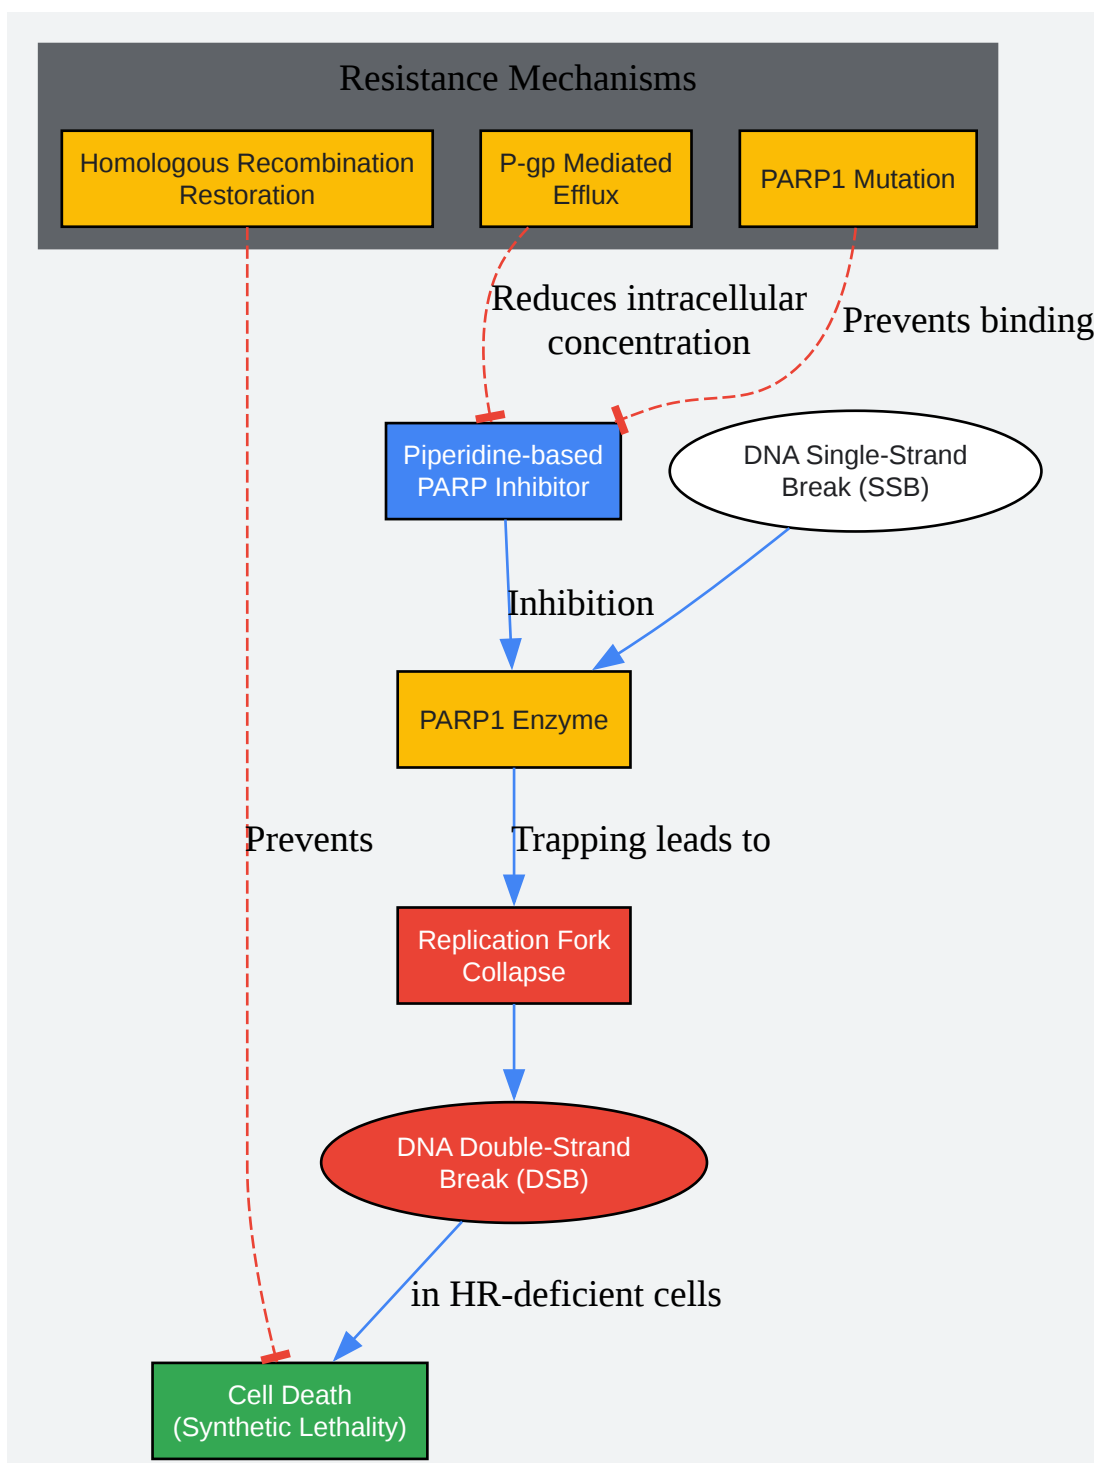 Resistance Mechanisms
Homologous Recombination
Restoration
P-gp Mediated
Efflux
PARP1 Mutation
Reduces intracellular
concentration
Prevents binding
Piperidine-based
PARP Inhibitor
DNA Single-Strand
Break (SSB)
Inhibition
PARP1 Enzyme
Prevents
Trapping leads to
Replication Fork
Collapse
DNA Double-Strand
Break (DSB)
in HR-deficient cells
Cell Death
(Synthetic Lethality)